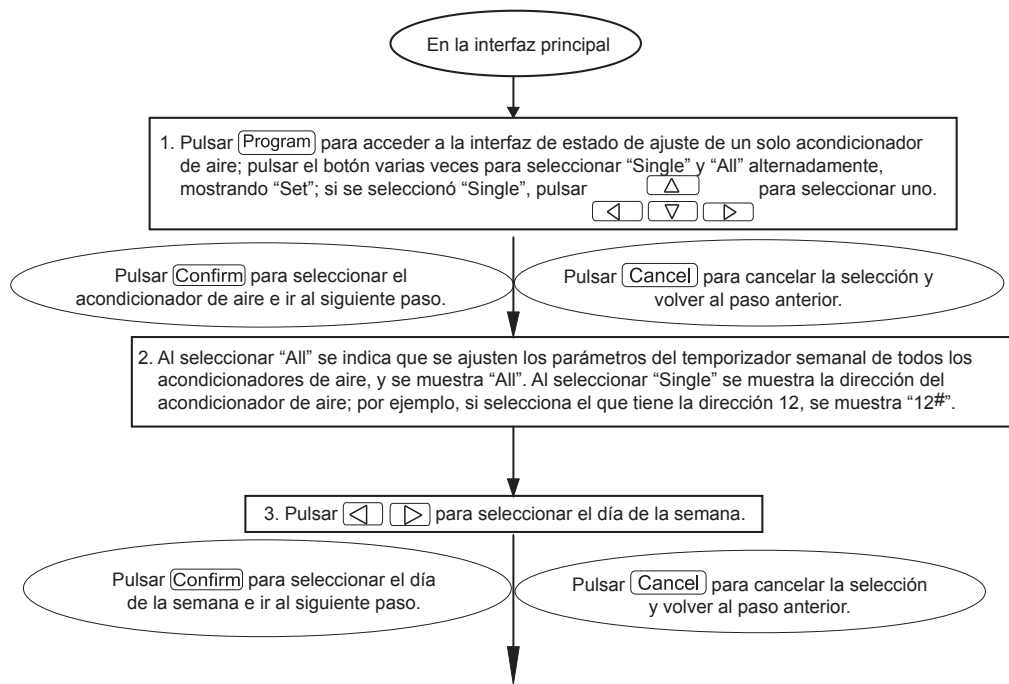 En la interfaz principal
1. Pulsar Program para acceder a la interfaz de estado de ajuste de un solo acondicionador
de aire; pulsar el botón varias veces para seleccionar “Single” y “All” alternadamente,
mostrando “Set”; si se seleccionó “Single”, pulsar para seleccionar uno.
Pulsar Confirm para seleccionar el
acondicionador de aire e ir al siguiente paso.
Pulsar Cancel para cancelar la selección y
volver al paso anterior.
2. Al seleccionar “All” se indica que se ajusten los parámetros del temporizador semanal de todos los
acondicionadores de aire, y se muestra “All”. Al seleccionar “Single” se muestra la dirección del
acondicionador de aire; por ejemplo, si selecciona el que tiene la dirección 12, se muestra “12#”.
3. Pulsar para seleccionar el día de la semana.
Pulsar Confirm para seleccionar el día
de la semana e ir al siguiente paso.
Pulsar Cancel para cancelar la selección
y volver al paso anterior.